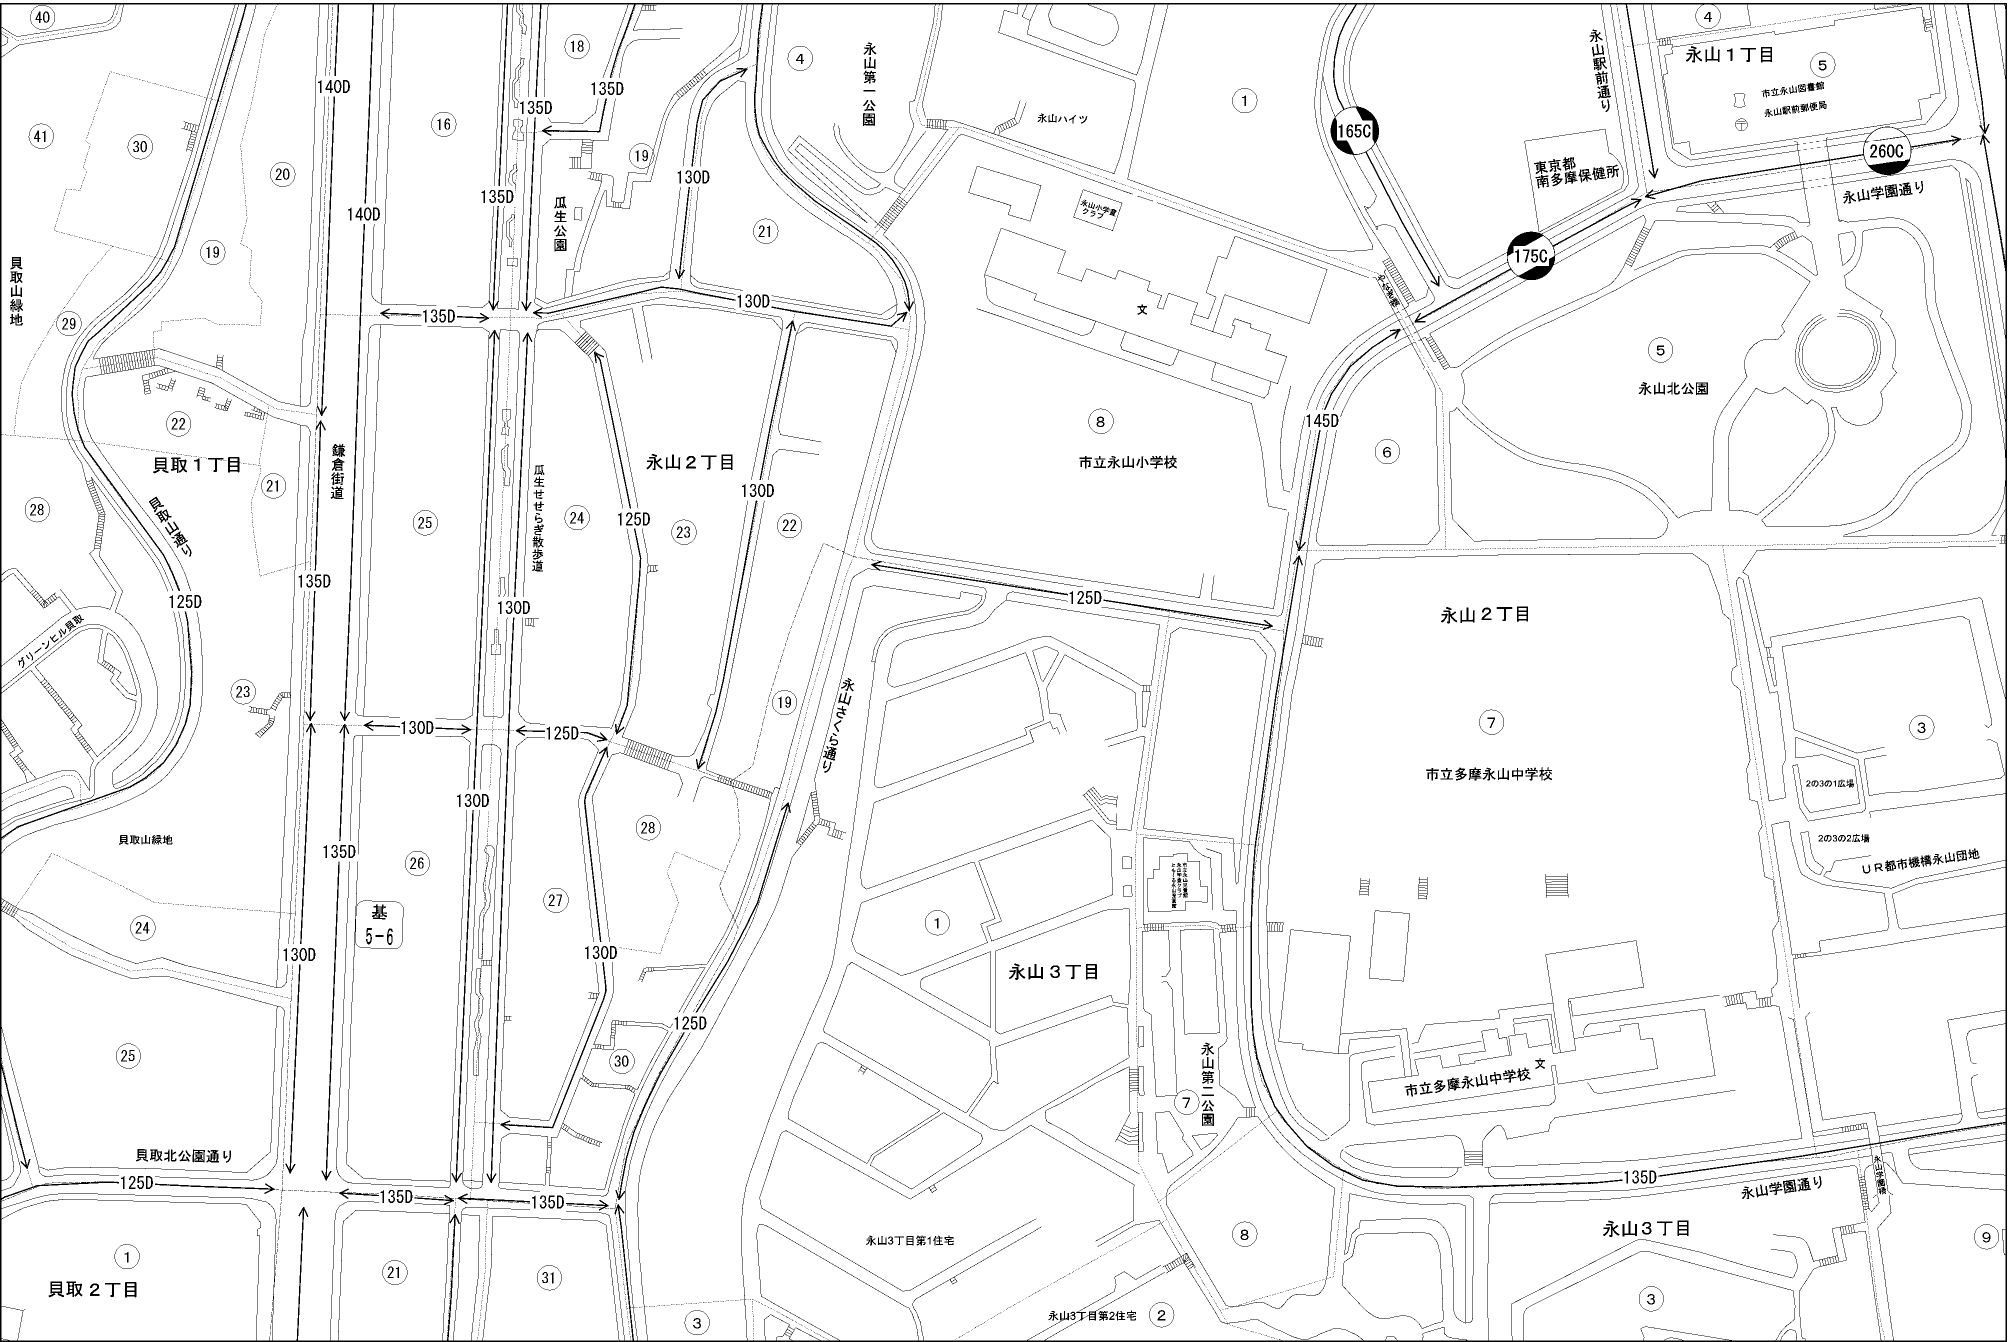 40
18
4
永山第一公園
1
永山駅前通り
4
永山１丁目
5
市立永山図書館
永山駅前郵便局
140D
135D
135D
16
永山ハイツ
165C
41
30
20
19
130D
260C
東京都
南多摩保健所
永山学園通り
135D
140D
瓜生公園
永山小学童
クラブ
21
19
175C
貝取山緑地
29
135D
130D
文
やなぎ橋
5
永山北公園
22
145D
8
6
貝取１丁目
鎌倉街道
永山２丁目
市立永山小学校
21
瓜生せせらぎ散歩道
130D
28
貝取山通り
25
24
125D
23
22
135D
125D
130D
125D
永山２丁目
グリーンヒル貝取
23
19
永山さくら通り
7
3
130D
125D
市立多摩永山中学校
2の3の1広場
130D
貝取山緑地
135D
26
28
2の3の2広場
ＵＲ都市機構永山団地
基
5-6
27
24
130D
130D
1
永山３丁目
125D
25
30
永山第二公園
7
文
市立多摩永山中学校
貝取北公園通り
125D
135D
135D
135D
永山学園通り
永山学園橋
永山３丁目
1
貝取２丁目
21
31
永山3丁目第1住宅
8
9
3
永山3丁目第2住宅
2
3